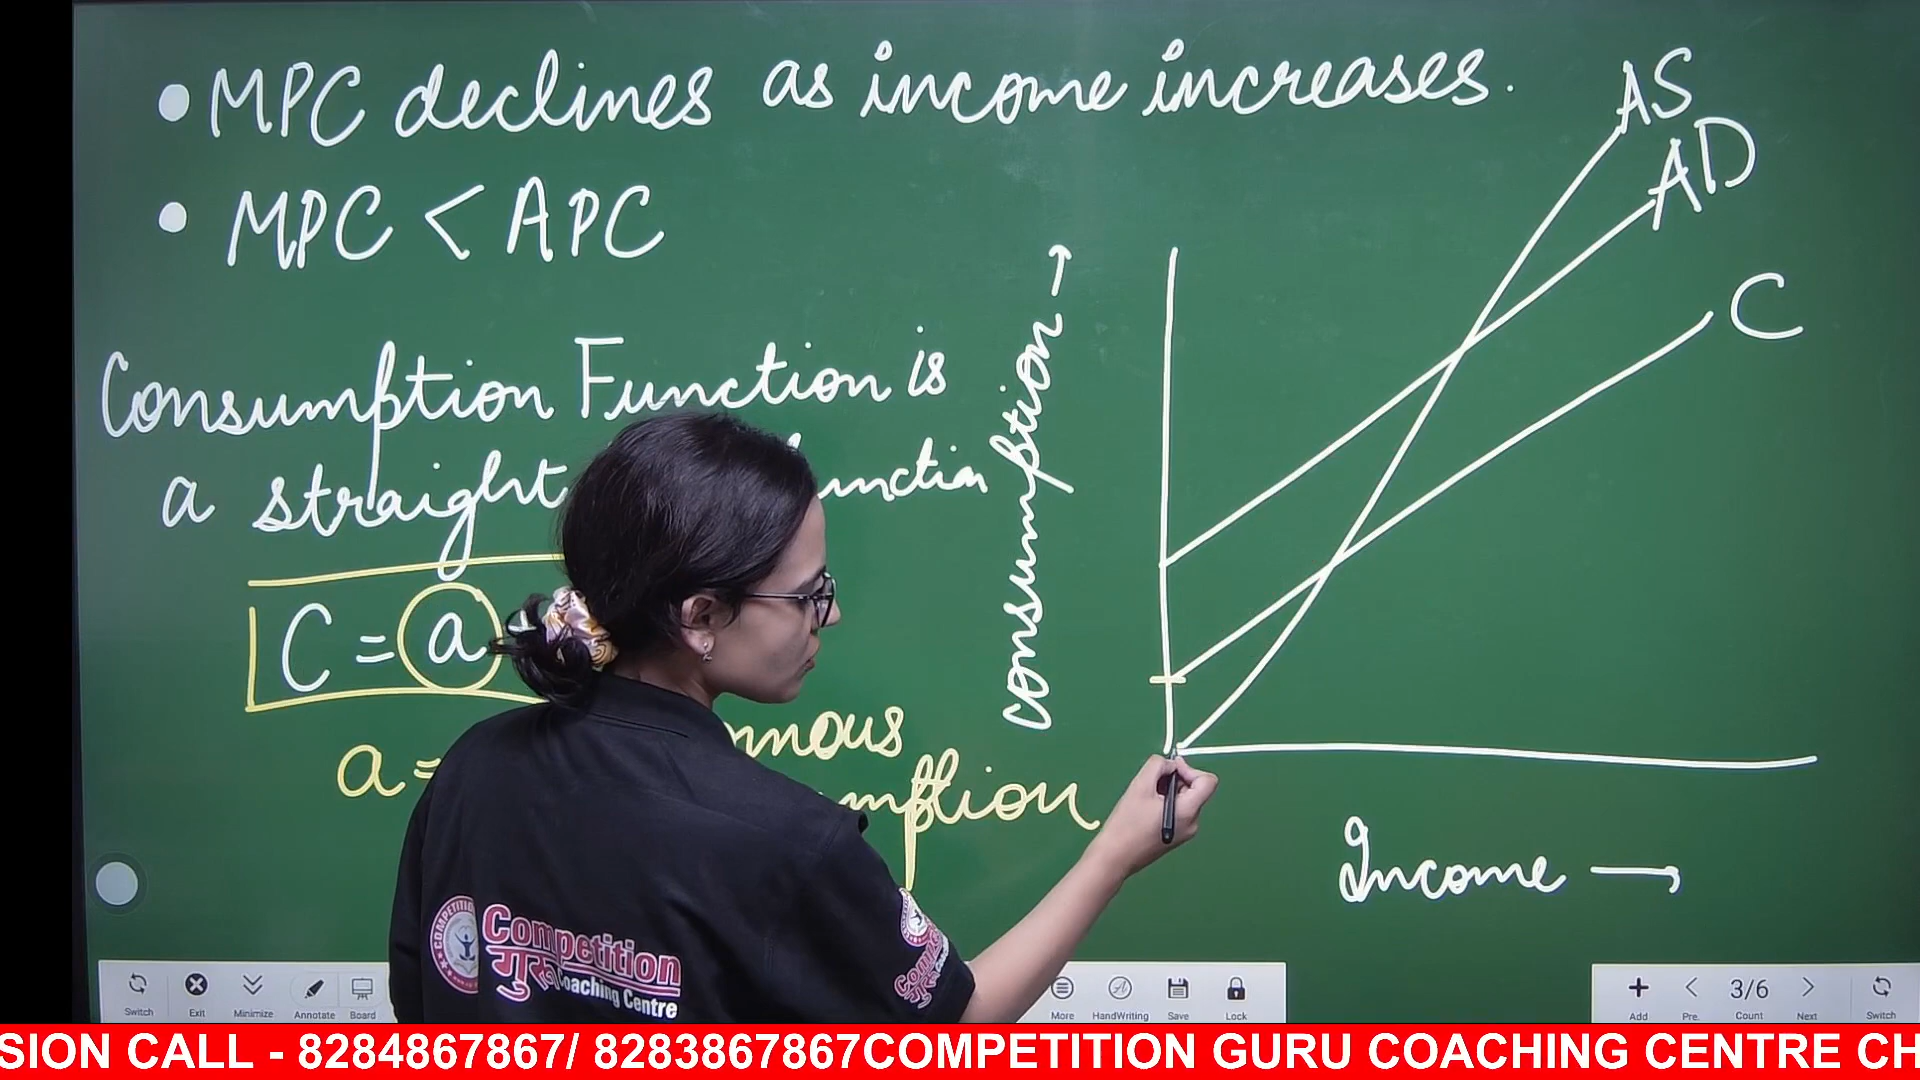 • MPC declines as income increases.
• MPC < APC
Consumption Function is
a straight unction
C = a
a =
mous
umption
Consumption →
Income →
AS
AD
C
COMPETITION
Competition
गुरू Coaching Centre
Switch Exit Minimize Annotate Board More HandWriting Save Lock
Add Pre. 3/6 Count Next Switch
SION CALL - 8284867867/ 8283867867COMPETITION GURU COACHING CENTRE CH